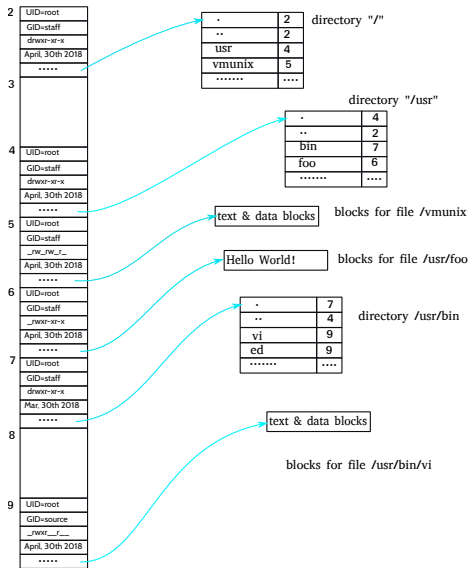 2
UID=root
GID=staff
drwxr-xr-x
April, 30th 2018
.....
3
4
UID=root
GID=staff
drwxr-xr-x
April, 30th 2018
.....
5
UID=root
GID=staff
_rw_rw_r_
April, 30th 2018
.....
6
UID=root
GID=staff
_rwxr-xr-x
April, 30th 2018
.....
7
UID=root
GID=staff
drwxr-xr-x
Mar, 30th 2018
.....
8
9
UID=root
GID=source
_rwxr__r__
April, 30th 2018
.....
. 2
.. 2
usr 4
vmunix 5
....... ....
directory "/"
directory "/usr"
. 4
.. 2
bin 7
foo 6
....... ....
text & data blocks
blocks for file /vmunix
Hello World!
blocks for file /usr/foo
. 7
.. 4
vi 9
ed 9
....... ....
directory /usr/bin
text & data blocks
blocks for file /usr/bin/vi